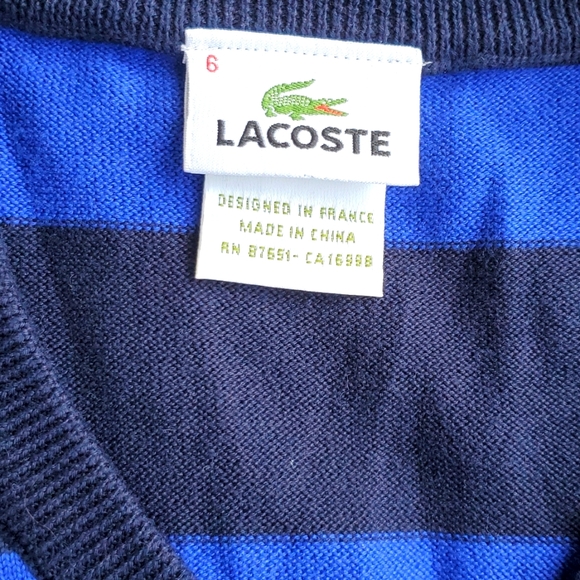 6
LACOSTE
DESIGNED IN FRANCE
MADE IN CHINA
RN 87651- CA16998